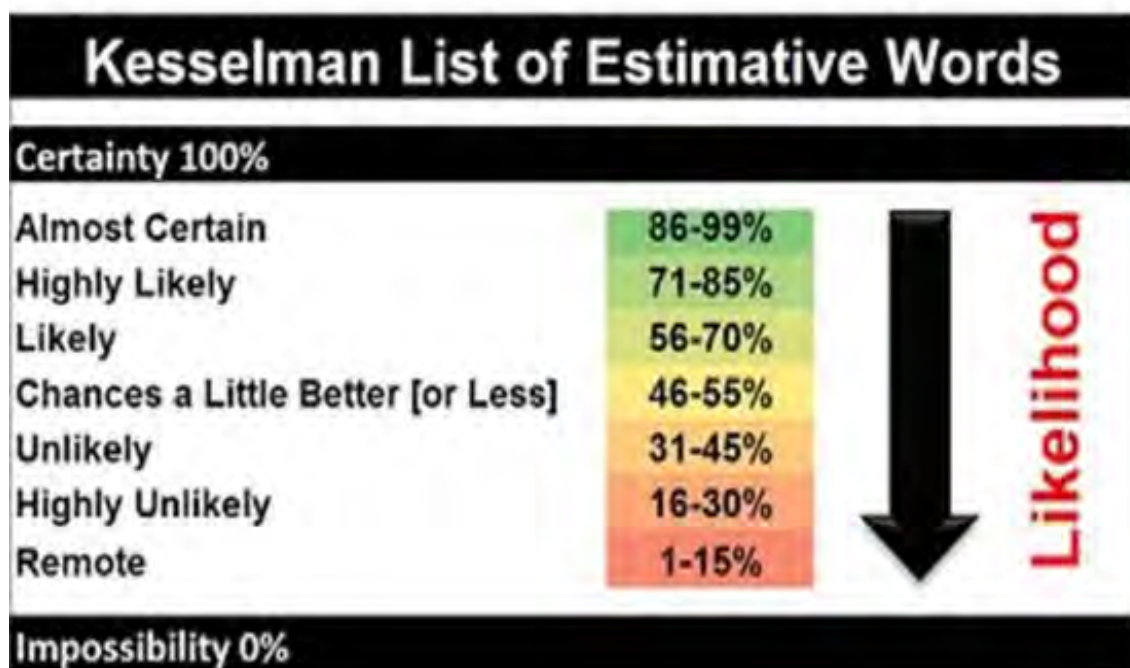 Kesselman List of Estimative Words
Certainty 100%
Almost Certain 86-99%
Highly Likely 71-85%
Likely 56-70%
Chances a Little Better [or Less] 46-55%
Unlikely 31-45%
Highly Unlikely 16-30%
Remote 1-15%
Likelihood
Impossibility 0%